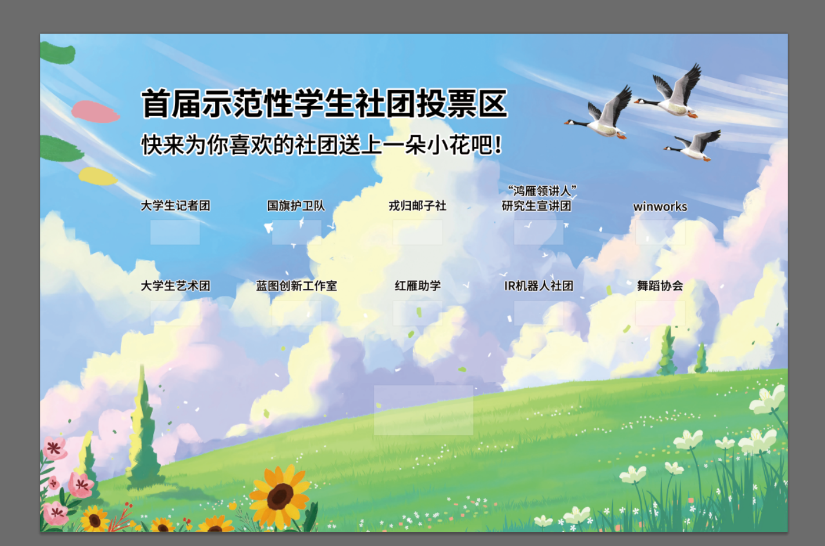 首届示范性学生社团投票区
快来为你喜欢的社团送上一朵小花吧！
大学生记者团
国旗护卫队
戎归邮子社
“鸿雁领讲人”
研究生宣讲团
winworks
大学生艺术团
蓝图创新工作室
红雁助学
IR机器人社团
舞蹈协会